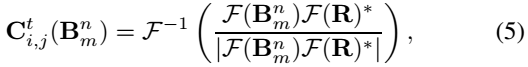 C^t_{i,j}(B^n_m) = F^{-1} ( F(B^n_m)F(R)^* / |F(B^n_m)F(R)^*| ), (5)